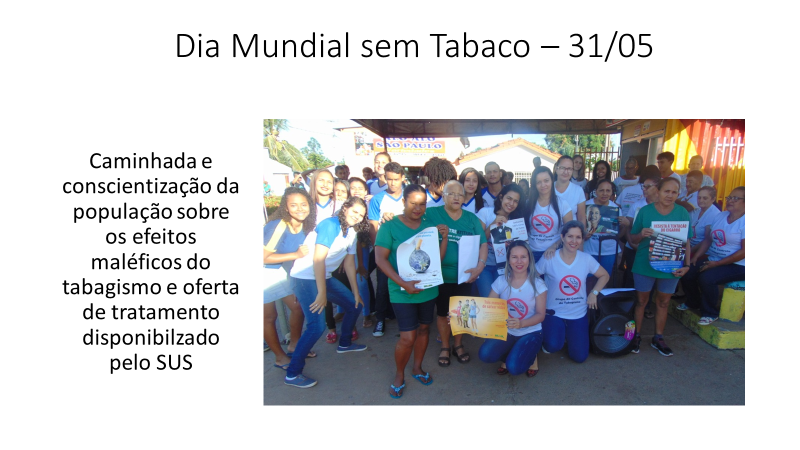 Dia Mundial sem Tabaco – 31/05
Caminhada e
conscientização da
população sobre
os efeitos
maléficos do
tabagismo e oferta
de tratamento
disponibilzado
pelo SUS
SÃO PAULO